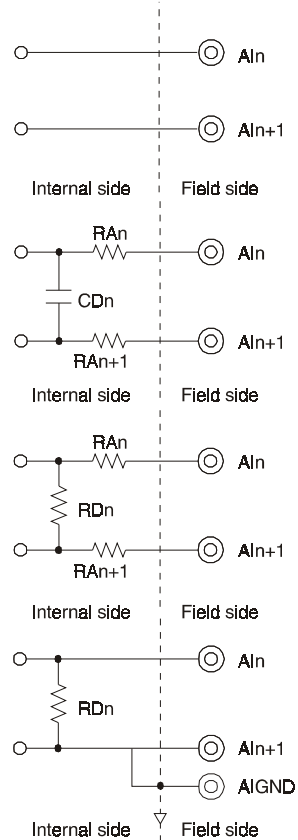 AIn
AIn+1
Internal side Field side
RAn
AIn
CDn
AIn+1
RAn+1
Internal side Field side
RAn
AIn
RDn
AIn+1
RAn+1
Internal side Field side
AIn
RDn
AIn+1
AIGND
Internal side Field side